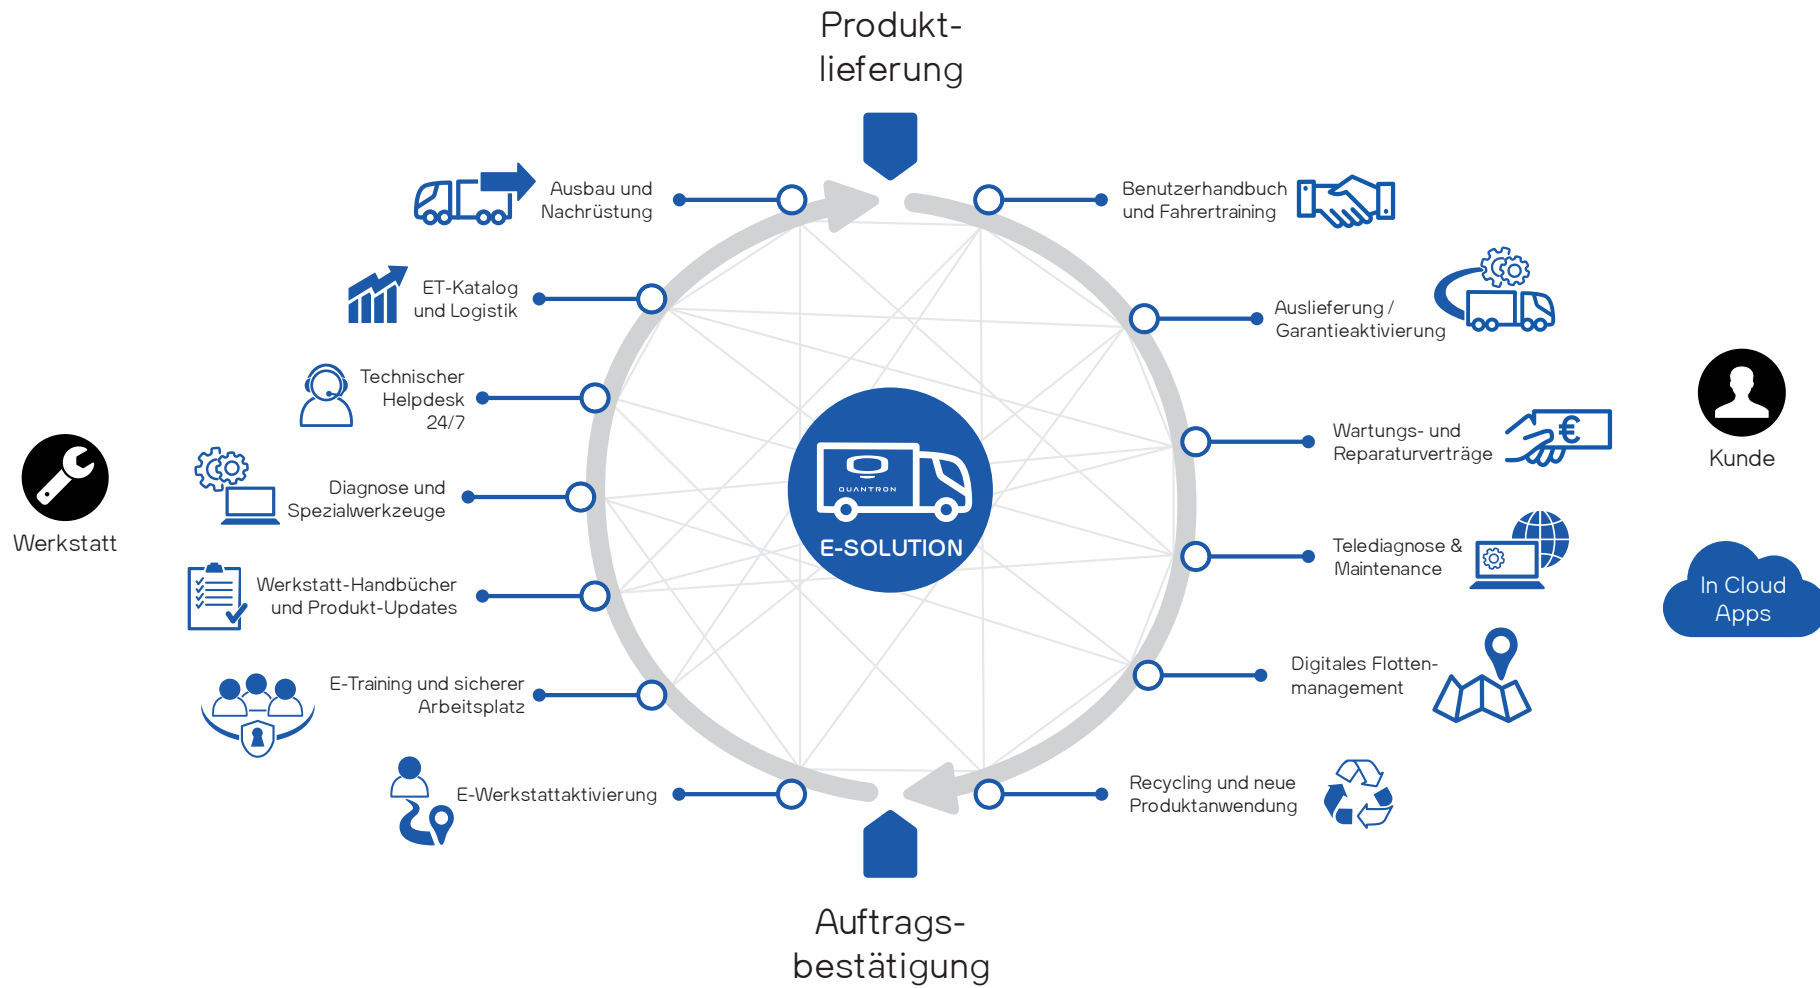 Produkt-
lieferung
Ausbau und
Nachrüstung
ET-Katalog
und Logistik
Technischer
Helpdesk
24/7
Diagnose und
Spezialwerkzeuge
Werkstatt-Handbücher
und Produkt-Updates
E-Training und sicherer
Arbeitsplatz
E-Werkstattaktivierung
Werkstatt
QUANTRON
E-SOLUTION
Benutzerhandbuch
und Fahrertraining
Auslieferung /
Garantieaktivierung
Wartungs- und
Reparaturverträge
€
Telediagnose &
Maintenance
Digitales Flotten-
management
Recycling und neue
Produktanwendung
Kunde
In Cloud
Apps
Auftrags-
bestätigung